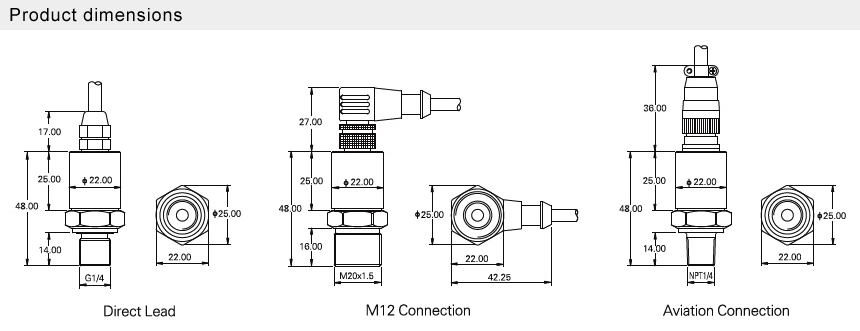 Product dimensions
17.00
25.00
ϕ 22.00
48.00
14.00
G1/4
ϕ25.00
22.00
Direct Lead
27.00
25.00
ϕ 22.00
48.00
16.00
M20x1.5
ϕ25.00
22.00
42.25
M12 Connection
36.00
25.00
ϕ 22.00
48.00
14.00
NPT1/4
ϕ25.00
22.00
Aviation Connection